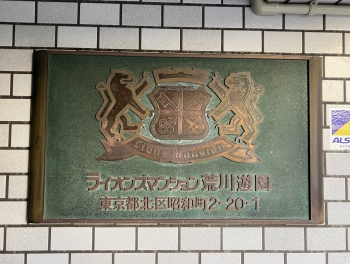 Lions Mansion
ライオンズマンション荒川遊園
東京都北区昭和町2-20-1
ALS